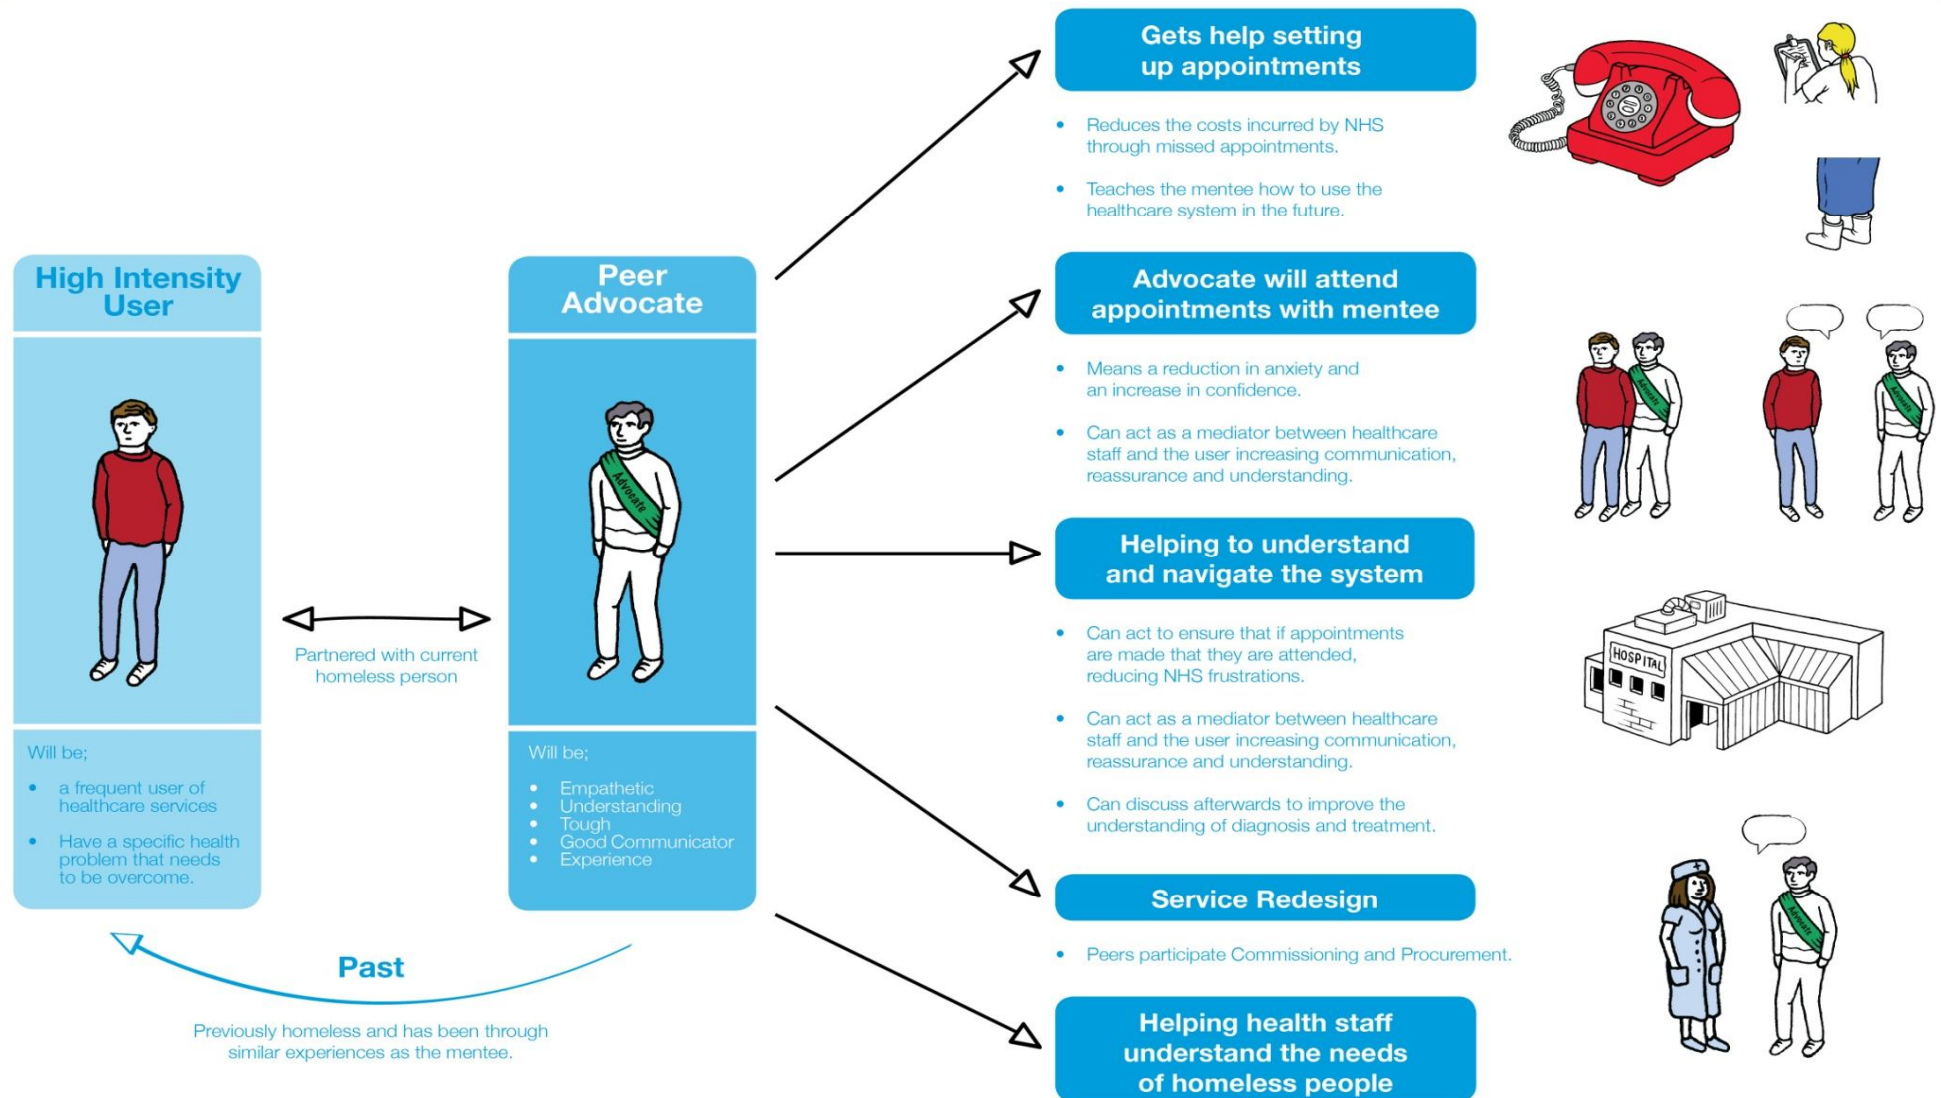 High Intensity
User
Will be;
• a frequent user of
healthcare services
• Have a specific health
problem that needs
to be overcome.
Partnered with current
homeless person
Peer
Advocate
Advocate
Will be;
• Empathetic
• Understanding
• Tough
• Good Communicator
• Experience
Past
Previously homeless and has been through
similar experiences as the mentee.
Gets help setting
up appointments
• Reduces the costs incurred by NHS
through missed appointments.
• Teaches the mentee how to use the
healthcare system in the future.
Advocate will attend
appointments with mentee
• Means a reduction in anxiety and
an increase in confidence.
• Can act as a mediator between healthcare
staff and the user increasing communication,
reassurance and understanding.
Advocate
Advocate
Helping to understand
and navigate the system
• Can act to ensure that if appointments
are made that they are attended,
reducing NHS frustrations.
• Can act as a mediator between healthcare
staff and the user increasing communication,
reassurance and understanding.
• Can discuss afterwards to improve the
understanding of diagnosis and treatment.
HOSPITAL
Service Redesign
• Peers participate Commissioning and Procurement.
Advocate
Helping health staff
understand the needs
of homeless people